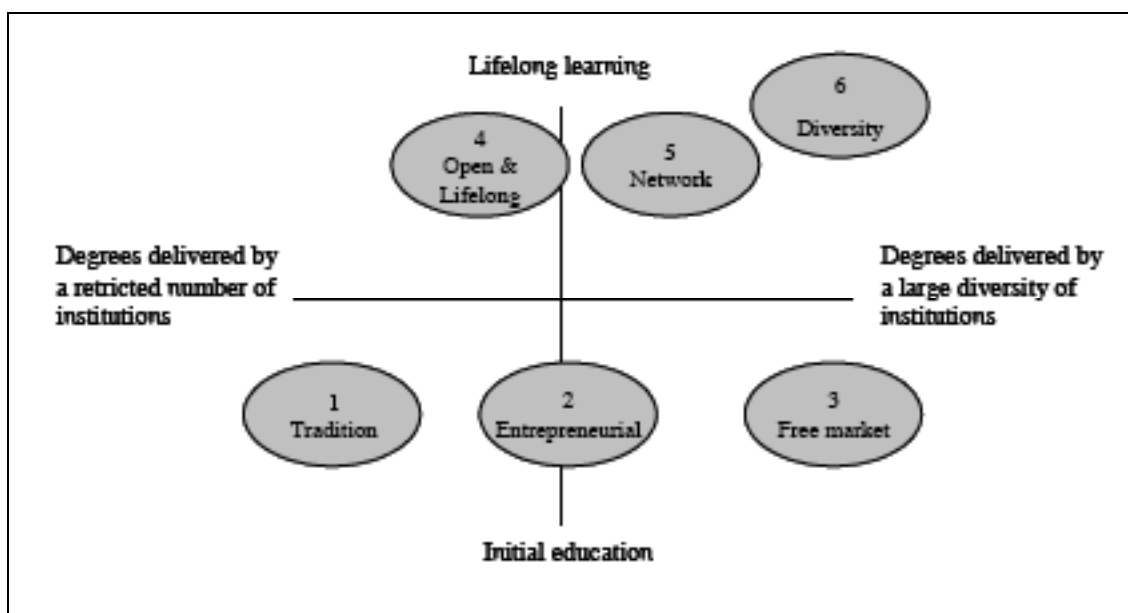 Lifelong learning
6
Diversity
4
Open &
Lifelong
5
Network
Degrees delivered by
a retricted number of
institutions
Degrees delivered by
a large diversity of
institutions
1
Tradition
2
Entrepreneurial
3
Free market
Initial education